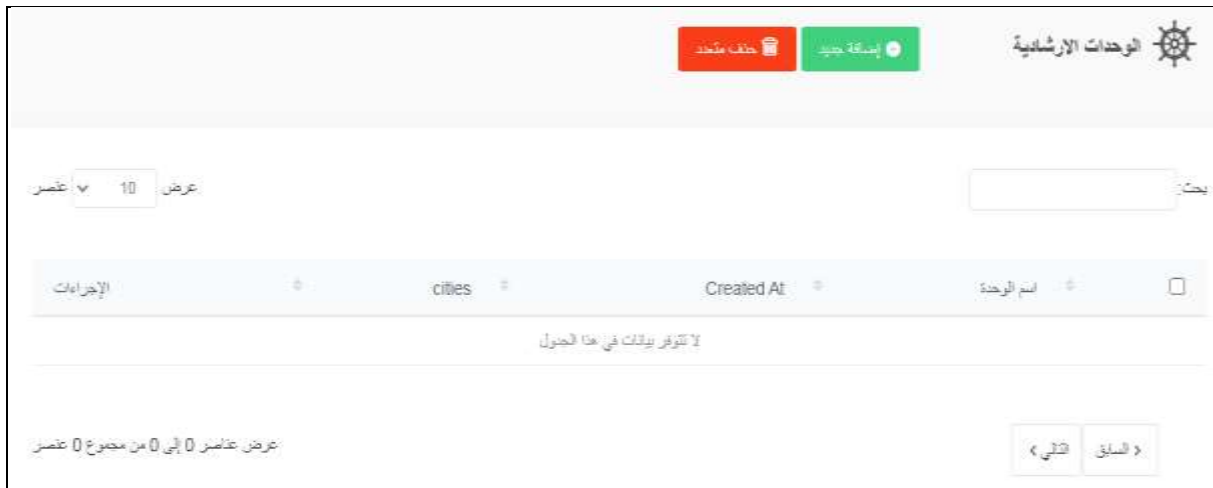 الوحدات الارشادية
إضافة جديد
حذف متعدد
بحث:
عرض 10 عنصر
اسم الوحدة Created At cities الإجراءات
لا تتوفر بيانات في هذا الجدول
السابق التالي
عرض عناصر 0 إلى 0 من مجموع 0 عنصر